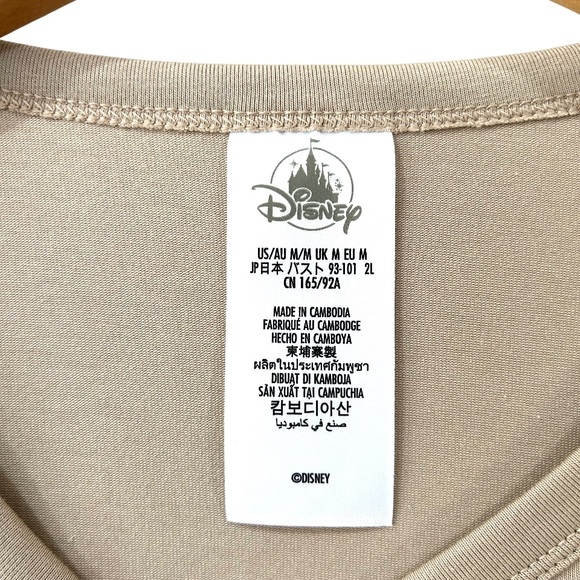 Disney
US/AU M/M UK M EU M
JP日本 バスト 93-101 2L
CN 165/92A
MADE IN CAMBODIA
FABRIQUÉ AU CAMBODGE
HECHO EN CAMBOYA
柬埔寨製
ผลิตในประเทศกัมพูชา
DIBUAT DI KAMBOJA
SẢN XUẤT TẠI CAMPUCHIA
캄보디아산
صنع في كامبوديا
©DISNEY